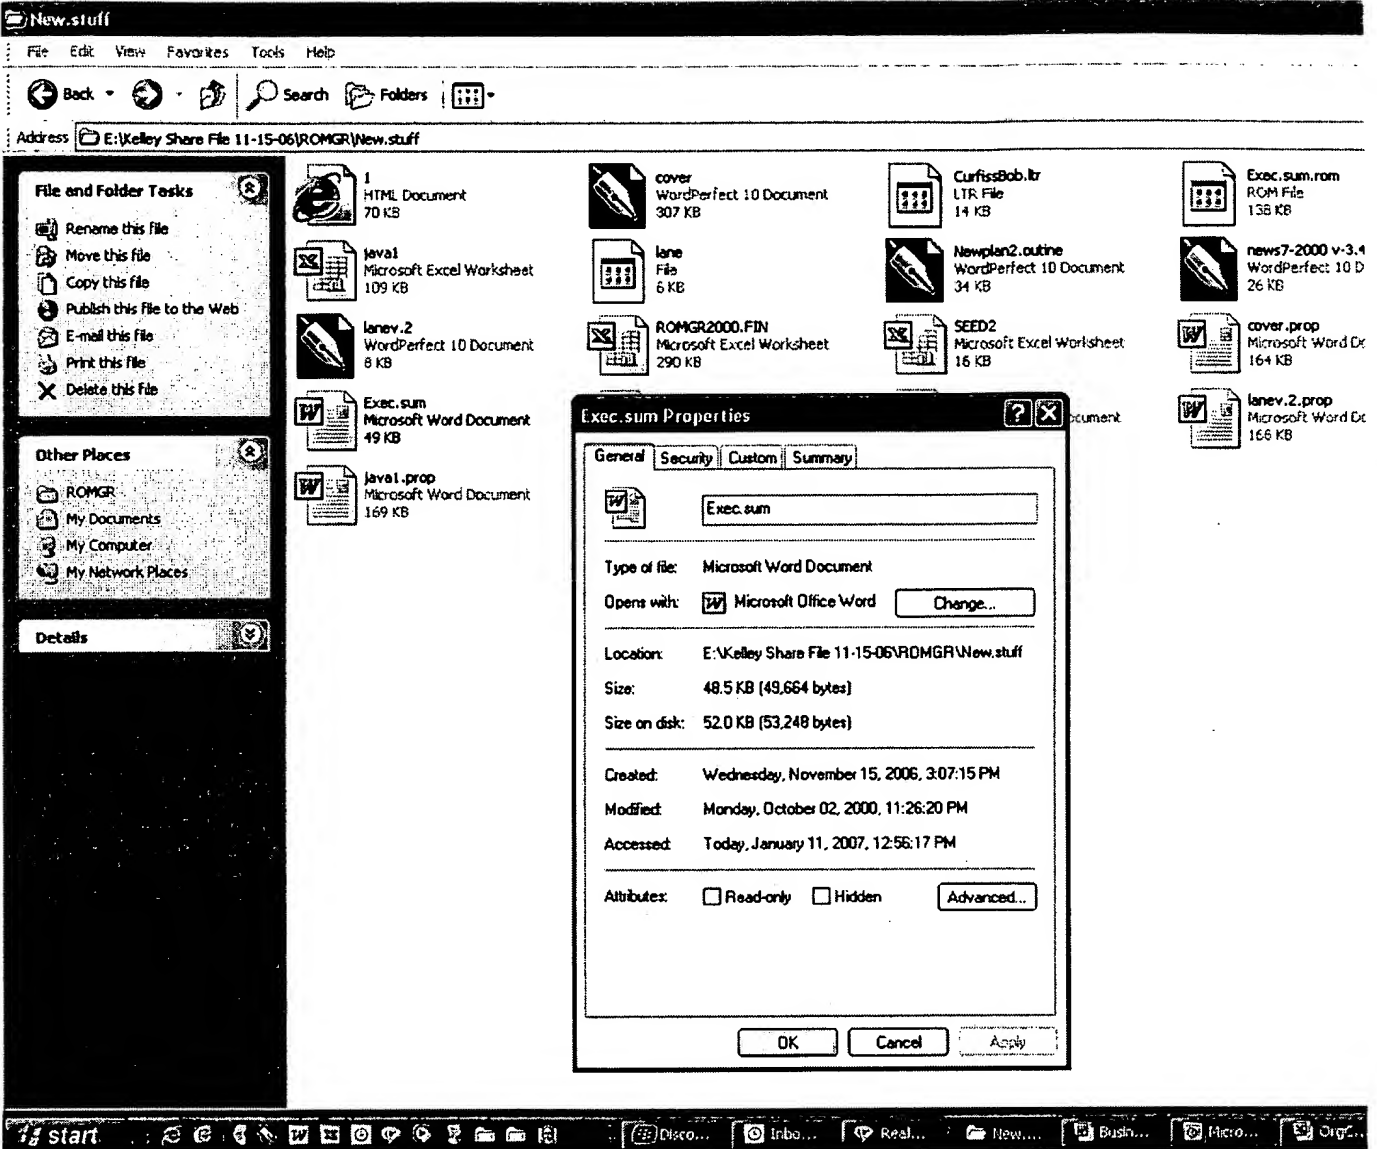 New.stuff
File Edit View Favorites Tools Help
Back Search Folders
Address E:\Kelley Share File 11-15-06\ROMGR\New.stuff
File and Folder Tasks
Rename this file
Move this file
Copy this file
Publish this file to the Web
E-mail this file
Print this file
Delete this file
Other Places
ROMGR
My Documents
My Computer
My Network Places
Details
1
HTML Document
70 KB
cover
WordPerfect 10 Document
307 KB
CurfissBob.ltr
LTR File
14 KB
Exec.sum.rom
ROM File
138 KB
java1
Microsoft Excel Worksheet
109 KB
lane
File
6 KB
Newplan2.outine
WordPerfect 10 Document
34 KB
news7-2000 v-3.4
WordPerfect 10 D
26 KB
lanev.2
WordPerfect 10 Document
8 KB
ROMGR2000.FIN
Microsoft Excel Worksheet
290 KB
SEED2
Microsoft Excel Worksheet
16 KB
cover.prop
Microsoft Word Dc
164 KB
Exec.sum
Microsoft Word Document
49 KB
ocument
lanev.2.prop
Microsoft Word Dc
166 KB
java1.prop
Microsoft Word Document
169 KB
Exec.sum Properties
General Security Custom Summary
Exec.sum
Type of file: Microsoft Word Document
Opens with: Microsoft Office Word Change...
Location: E:\Kelley Share File 11-15-06\ROMGR\New.stuff
Size: 48.5 KB (49,664 bytes)
Size on disk: 52.0 KB (53,248 bytes)
Created: Wednesday, November 15, 2006, 3:07:15 PM
Modified: Monday, October 02, 2000, 11:26:20 PM
Accessed: Today, January 11, 2007, 12:56:17 PM
Attributes: Read-only Hidden Advanced...
OK Cancel Apply
start Disco... Inbo... Real... New.... Busin... Micro... OrgC...